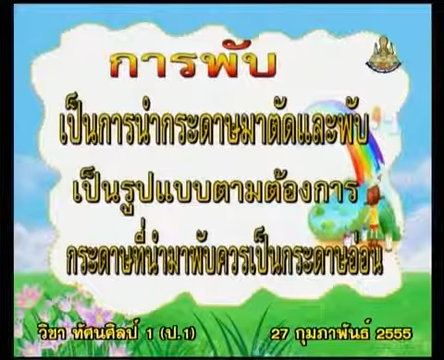 การพับ
เป็นการนำกระดาษมาตัดและพับ
เป็นรูปแบบตามต้องการ
กระดาษที่นำมาพับควรเป็นกระดาษอ่อน
วิชา ทัศนศิลป์ 1 (ป.1) 27 กุมภาพันธ์ 2555